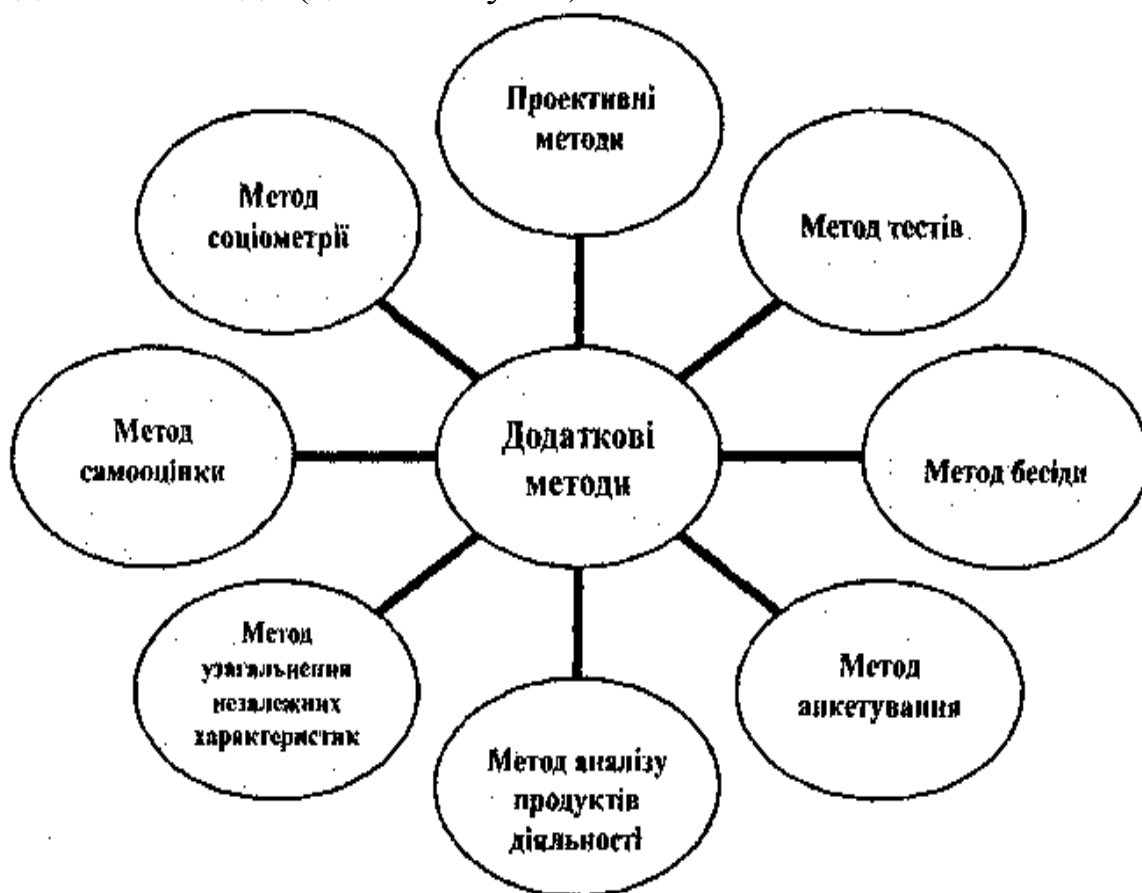 Проективні
методи
Метод
соціометрії
Метод тестів
Метод
самооцінки
Додаткові
методи
Метод бесіди
Метод
узагальнення
незалежних
характеристик
Метод
анкетування
Метод аналізу
продуктів
діяльності